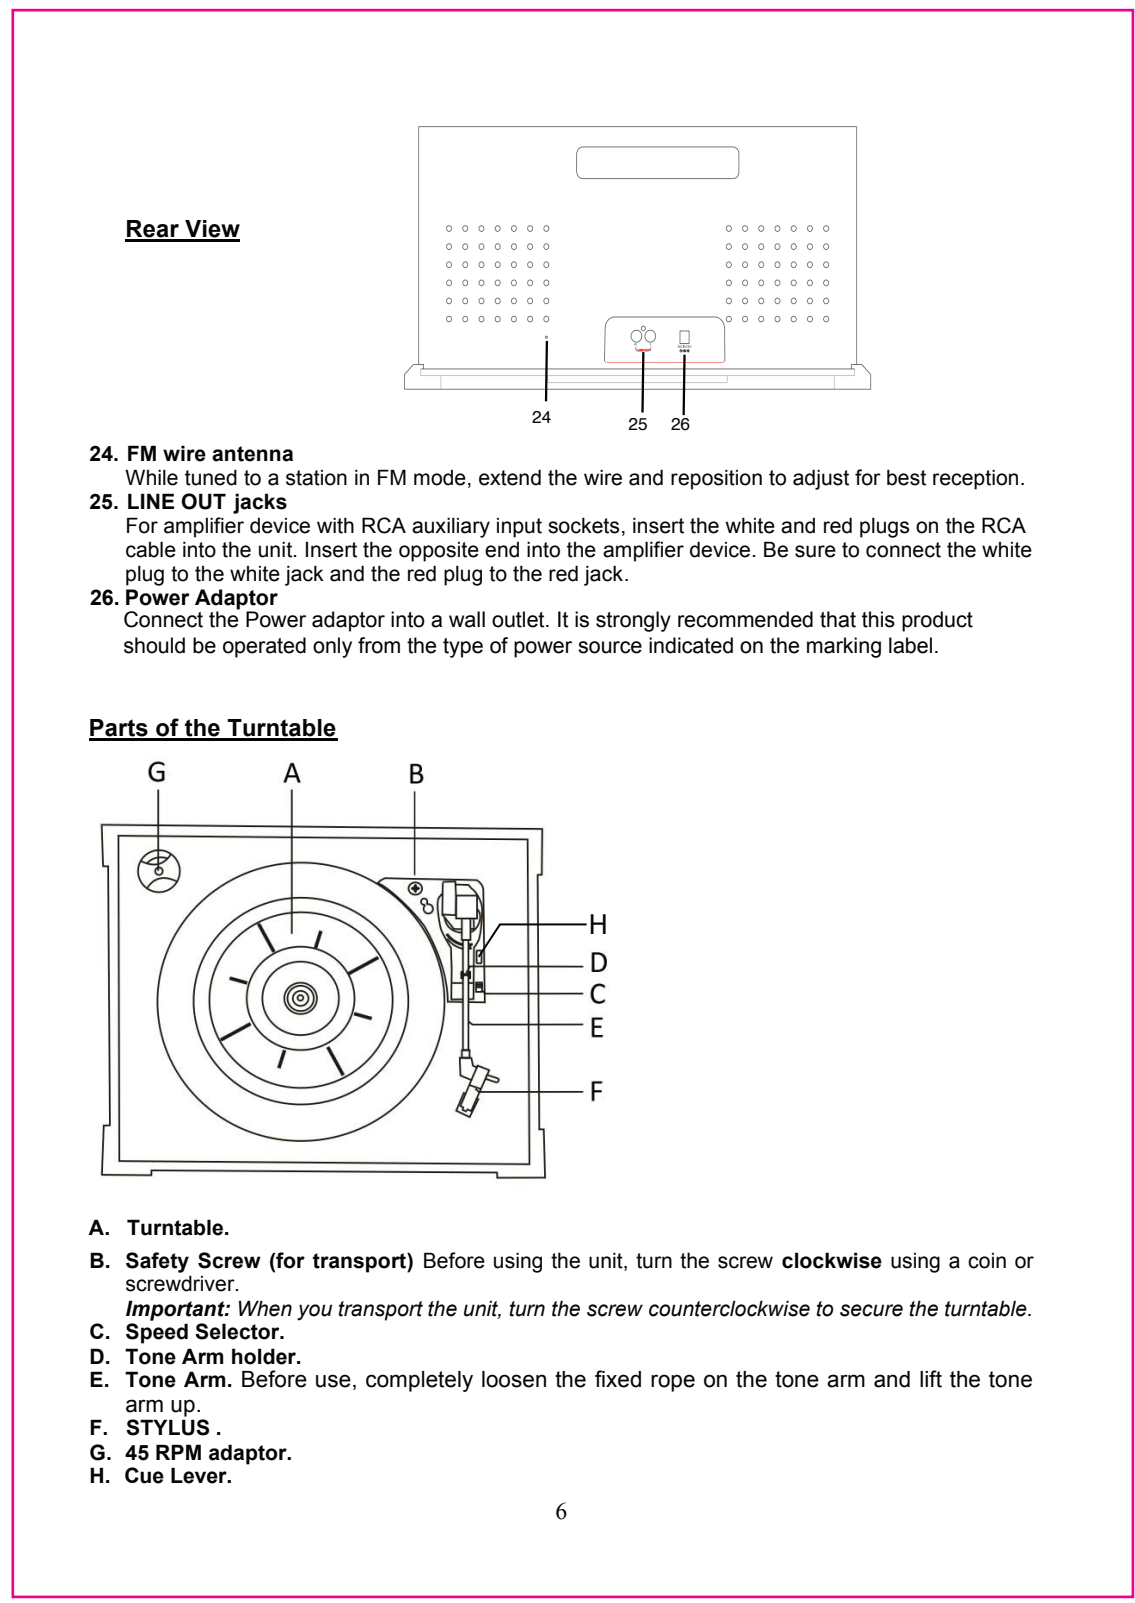 Rear View
24
25
26
24. FM wire antenna
While tuned to a station in FM mode, extend the wire and reposition to adjust for best reception.
25. LINE OUT jacks
For amplifier device with RCA auxiliary input sockets, insert the white and red plugs on the RCA
cable into the unit. Insert the opposite end into the amplifier device. Be sure to connect the white
plug to the white jack and the red plug to the red jack.
26. Power Adaptor
Connect the Power adaptor into a wall outlet. It is strongly recommended that this product
should be operated only from the type of power source indicated on the marking label.
Parts of the Turntable
G A B
H
D
C
E
F
A. Turntable.
B. Safety Screw (for transport) Before using the unit, turn the screw clockwise using a coin or
screwdriver.
Important: When you transport the unit, turn the screw counterclockwise to secure the turntable.
C. Speed Selector.
D. Tone Arm holder.
E. Tone Arm. Before use, completely loosen the fixed rope on the tone arm and lift the tone
arm up.
F. STYLUS .
G. 45 RPM adaptor.
H. Cue Lever.
6